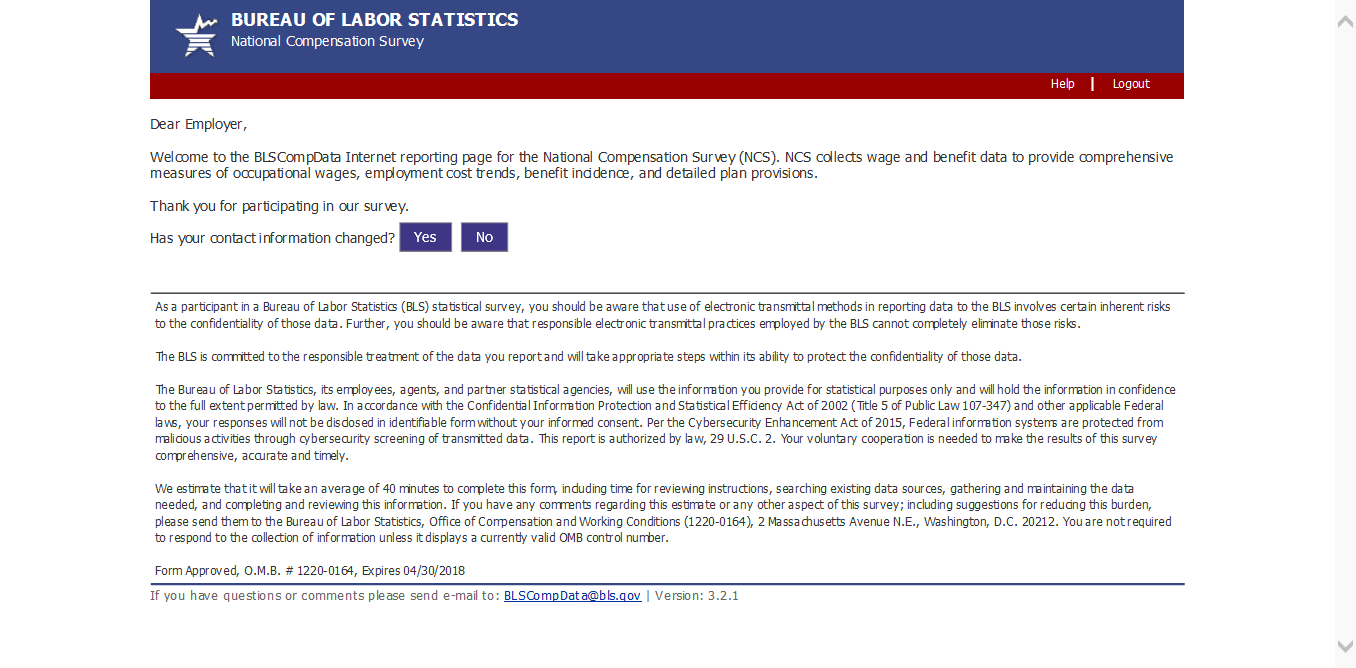 BUREAU OF LABOR STATISTICS
National Compensation Survey
Help | Logout
Dear Employer,
Welcome to the BLSCompData Internet reporting page for the National Compensation Survey (NCS). NCS collects wage and benefit data to provide comprehensive
measures of occupational wages, employment cost trends, benefit incidence, and detailed plan provisions.
Thank you for participating in our survey.
Has your contact information changed? Yes No
As a participant in a Bureau of Labor Statistics (BLS) statistical survey, you should be aware that use of electronic transmittal methods in reporting data to the BLS involves certain inherent risks
to the confidentiality of those data. Further, you should be aware that responsible electronic transmittal practices employed by the BLS cannot completely eliminate those risks.
The BLS is committed to the responsible treatment of the data you report and will take appropriate steps within its ability to protect the confidentiality of those data.
The Bureau of Labor Statistics, its employees, agents, and partner statistical agencies, will use the information you provide for statistical purposes only and will hold the information in confidence
to the full extent permitted by law. In accordance with the Confidential Information Protection and Statistical Efficiency Act of 2002 (Title 5 of Public Law 107-347) and other applicable Federal
laws, your responses will not be disclosed in identifiable form without your informed consent. Per the Cybersecurity Enhancement Act of 2015, Federal information systems are protected from
malicious activities through cybersecurity screening of transmitted data. This report is authorized by law, 29 U.S.C. 2. Your voluntary cooperation is needed to make the results of this survey
comprehensive, accurate and timely.
We estimate that it will take an average of 40 minutes to complete this form, including time for reviewing instructions, searching existing data sources, gathering and maintaining the data
needed, and completing and reviewing this information. If you have any comments regarding this estimate or any other aspect of this survey; including suggestions for reducing this burden,
please send them to the Bureau of Labor Statistics, Office of Compensation and Working Conditions (1220-0164), 2 Massachusetts Avenue N.E., Washington, D.C. 20212. You are not required
to respond to the collection of information unless it displays a currently valid OMB control number.
Form Approved, O.M.B. # 1220-0164, Expires 04/30/2018
If you have questions or comments please send e-mail to: BLSCompData@bls.gov | Version: 3.2.1